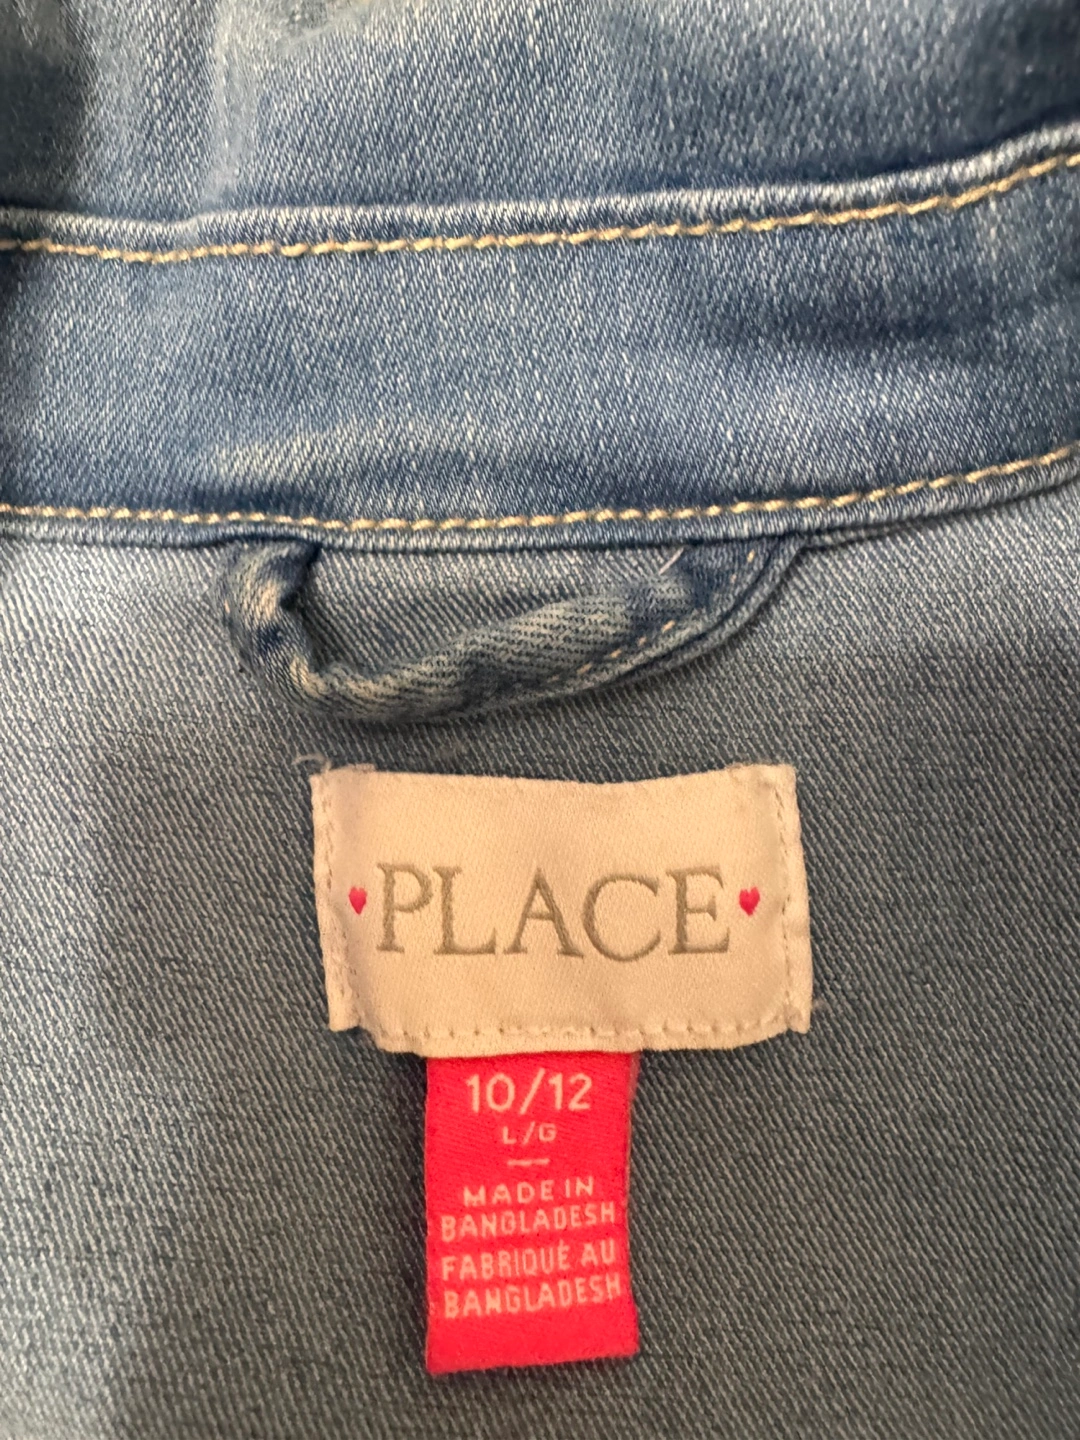 PLACE
10/12
L/G
MADE IN
BANGLADESH
FABRIQUÉ AU
BANGLADESH